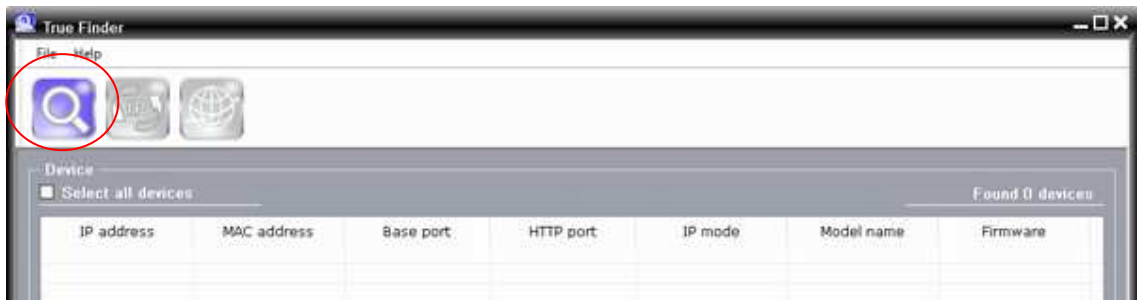 True Finder
File Help
IP
Device
Select all devices
Found 0 devices
IP address MAC address Base port HTTP port IP mode Model name Firmware